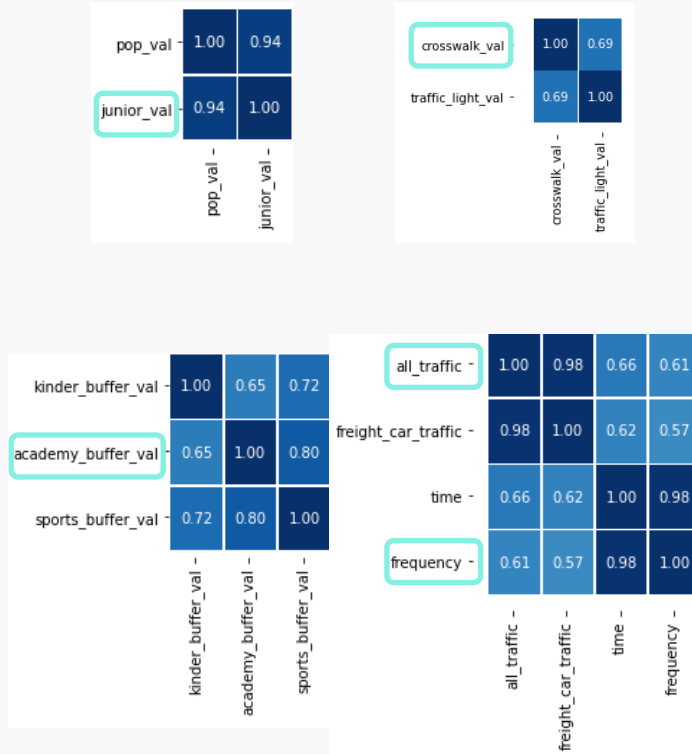 pop_val 1.00 0.94
junior_val 0.94 1.00
pop_val -
junior_val -
crosswalk_val - 1.00 0.69
traffic_light_val - 0.69 1.00
crosswalk_val -
traffic_light_val -
kinder_buffer_val 1.00 0.65 0.72
academy_buffer_val 0.65 1.00 0.80
sports_buffer_val 0.72 0.80 1.00
kinder_buffer_val -
academy_buffer_val -
sports_buffer_val -
all_traffic - 1.00 0.98 0.66 0.61
freight_car_traffic - 0.98 1.00 0.62 0.57
time - 0.66 0.62 1.00 0.98
frequency - 0.61 0.57 0.98 1.00
all_traffic -
freight_car_traffic -
time -
frequency -